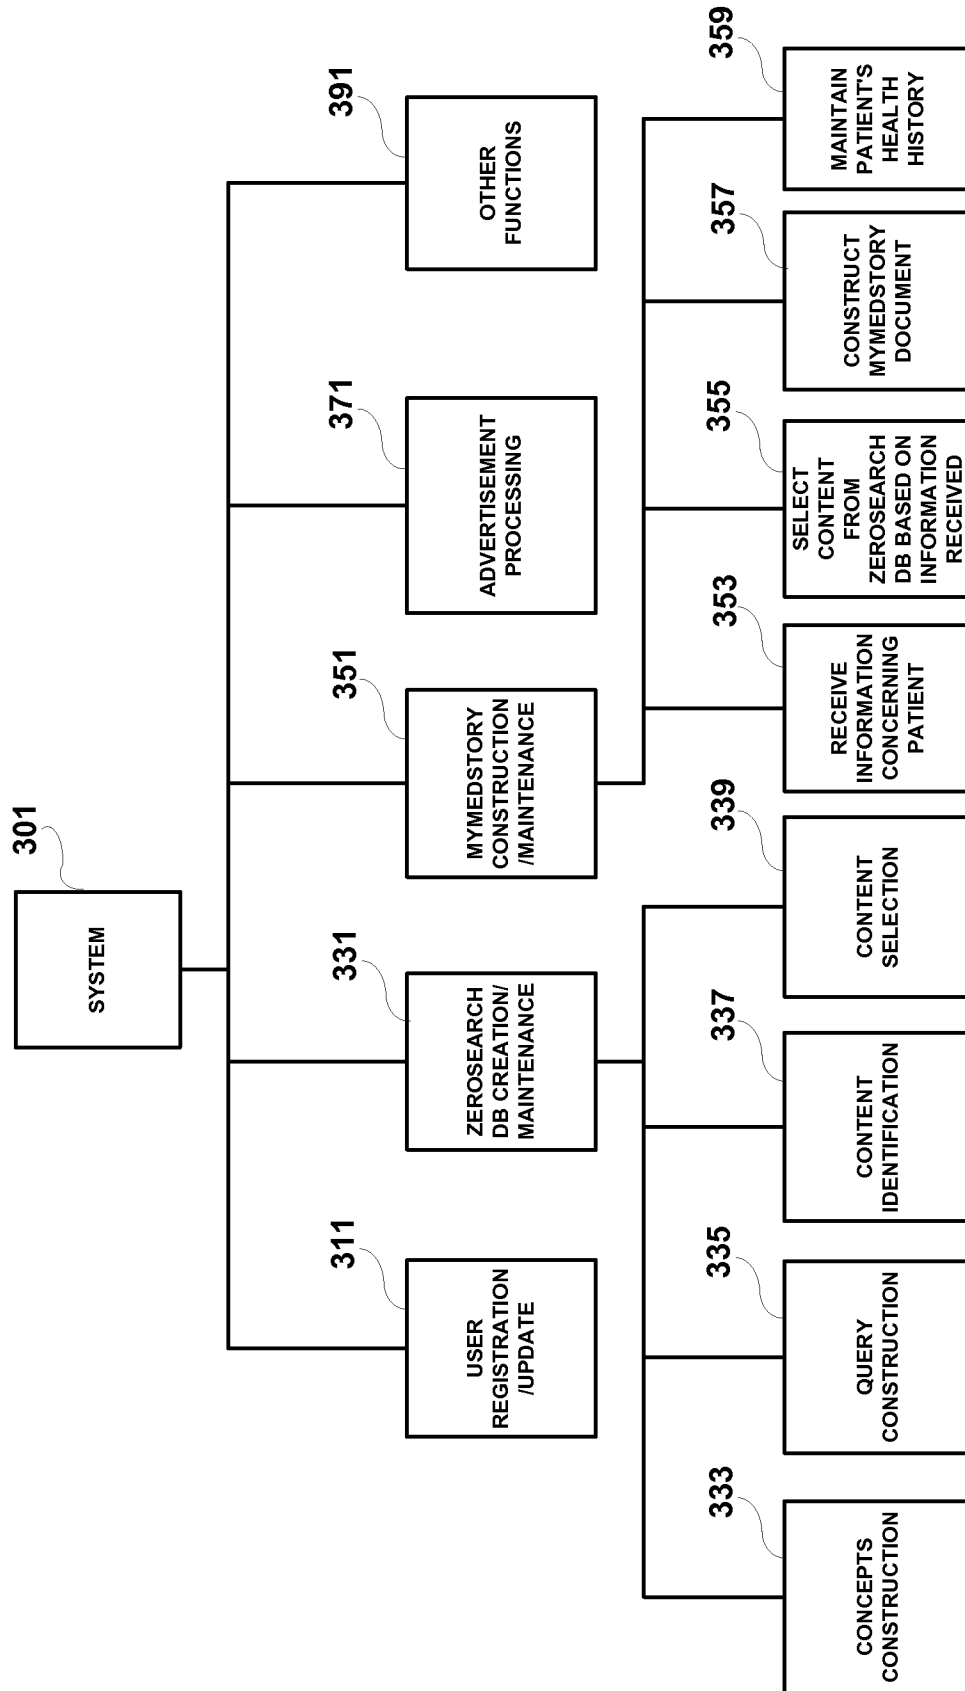 301
SYSTEM
311
USER
REGISTRATION
/UPDATE
331
ZEROSEARCH
DB CREATION/
MAINTENANCE
351
MYMEDSTORY
CONSTRUCTION
/MAINTENANCE
371
ADVERTISEMENT
PROCESSING
391
OTHER
FUNCTIONS
333
CONCEPTS
CONSTRUCTION
335
QUERY
CONSTRUCTION
337
CONTENT
IDENTIFICATION
339
CONTENT
SELECTION
353
RECEIVE
INFORMATION
CONCERNING
PATIENT
355
SELECT
CONTENT
FROM
ZEROSEARCH
DB BASED ON
INFORMATION
RECEIVED
357
CONSTRUCT
MYMEDSTORY
DOCUMENT
359
MAINTAIN
PATIENT'S
HEALTH
HISTORY